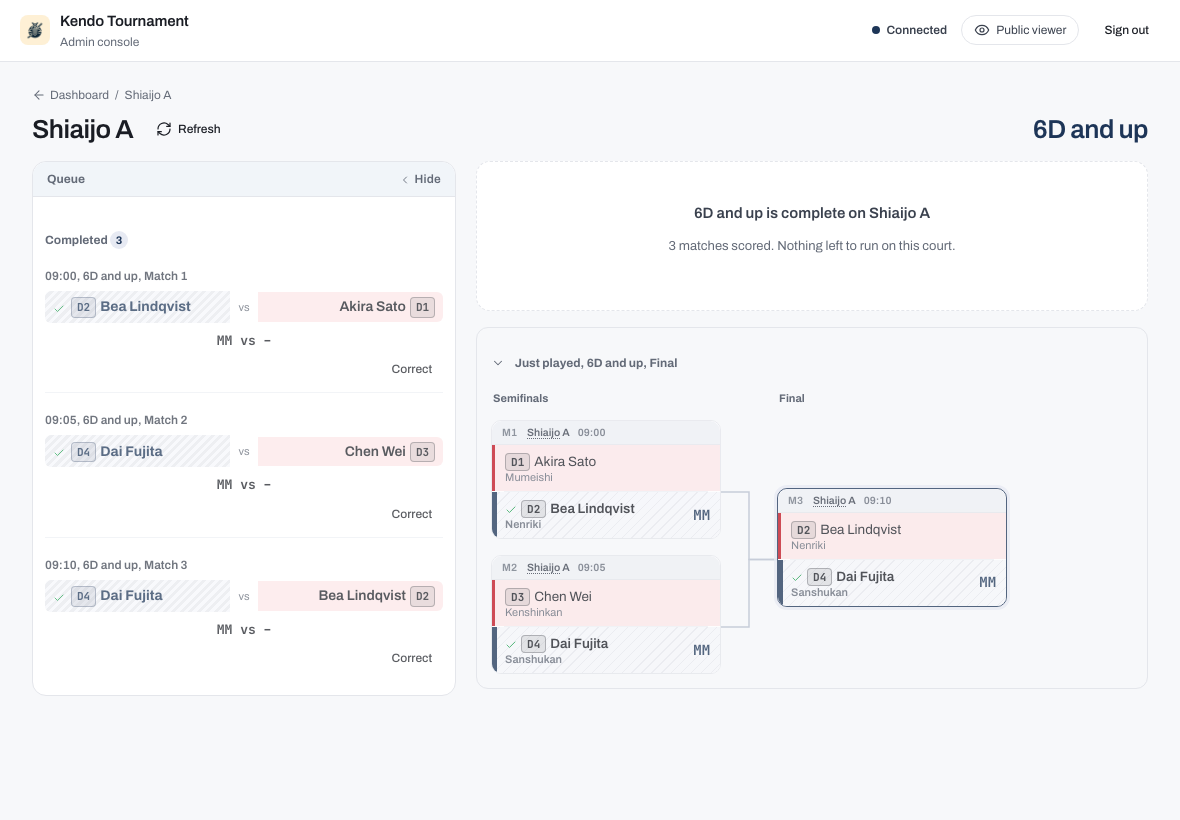 Kendo Tournament
Admin console
Connected
Public viewer
Sign out
Dashboard / Shiaijo A
Shiaijo A
Refresh
6D and up
Queue
Hide
Completed 3
09:00, 6D and up, Match 1
D2 Bea Lindqvist vs Akira Sato D1
MM vs –
Correct
09:05, 6D and up, Match 2
D4 Dai Fujita vs Chen Wei D3
MM vs –
Correct
09:10, 6D and up, Match 3
D4 Dai Fujita vs Bea Lindqvist D2
MM vs –
Correct
6D and up is complete on Shiaijo A
3 matches scored. Nothing left to run on this court.
Just played, 6D and up, Final
Semifinals
M1 Shiaijo A 09:00
D1 Akira Sato
Mumeishi
D2 Bea Lindqvist MM
Nenriki
M2 Shiaijo A 09:05
D3 Chen Wei
Kenshinkan
D4 Dai Fujita MM
Sanshukan
Final
M3 Shiaijo A 09:10
D2 Bea Lindqvist
Nenriki
D4 Dai Fujita MM
Sanshukan